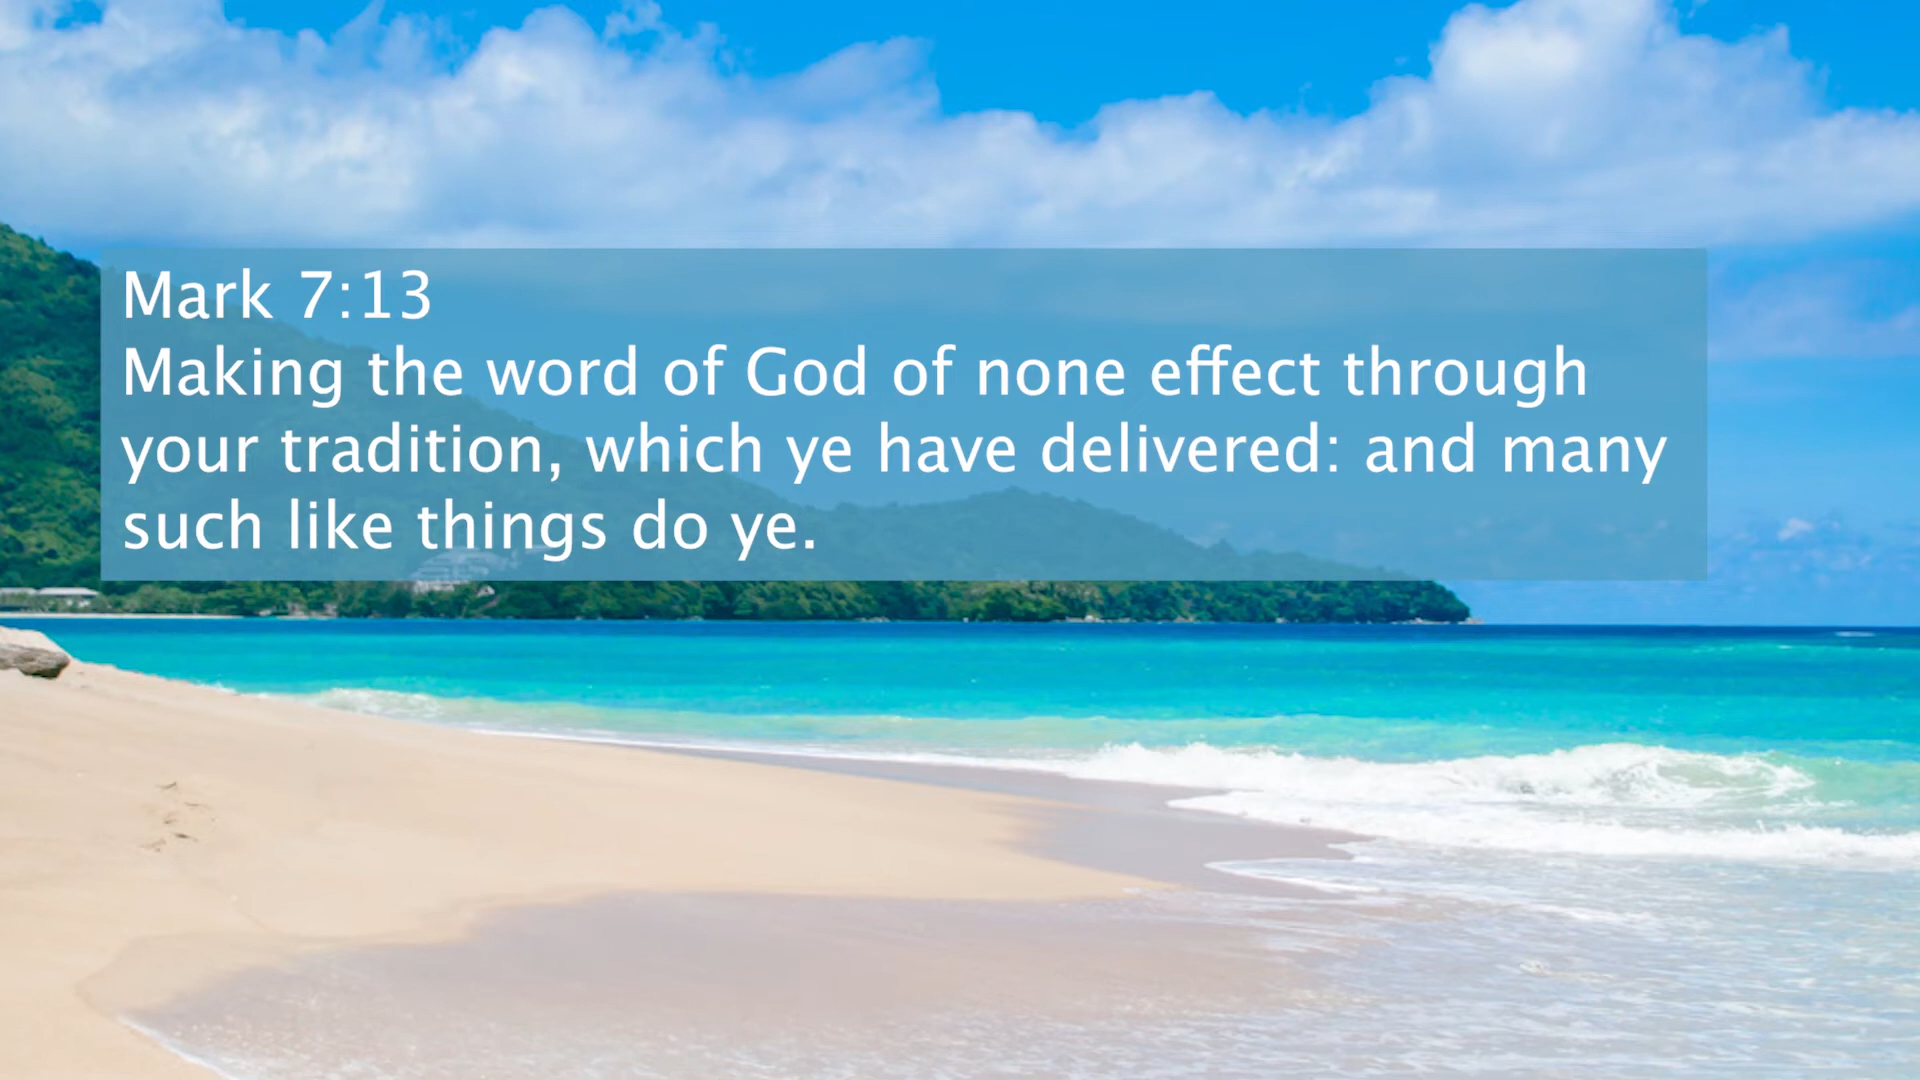 Mark 7:13
Making the word of God of none effect through
your tradition, which ye have delivered: and many
such like things do ye.